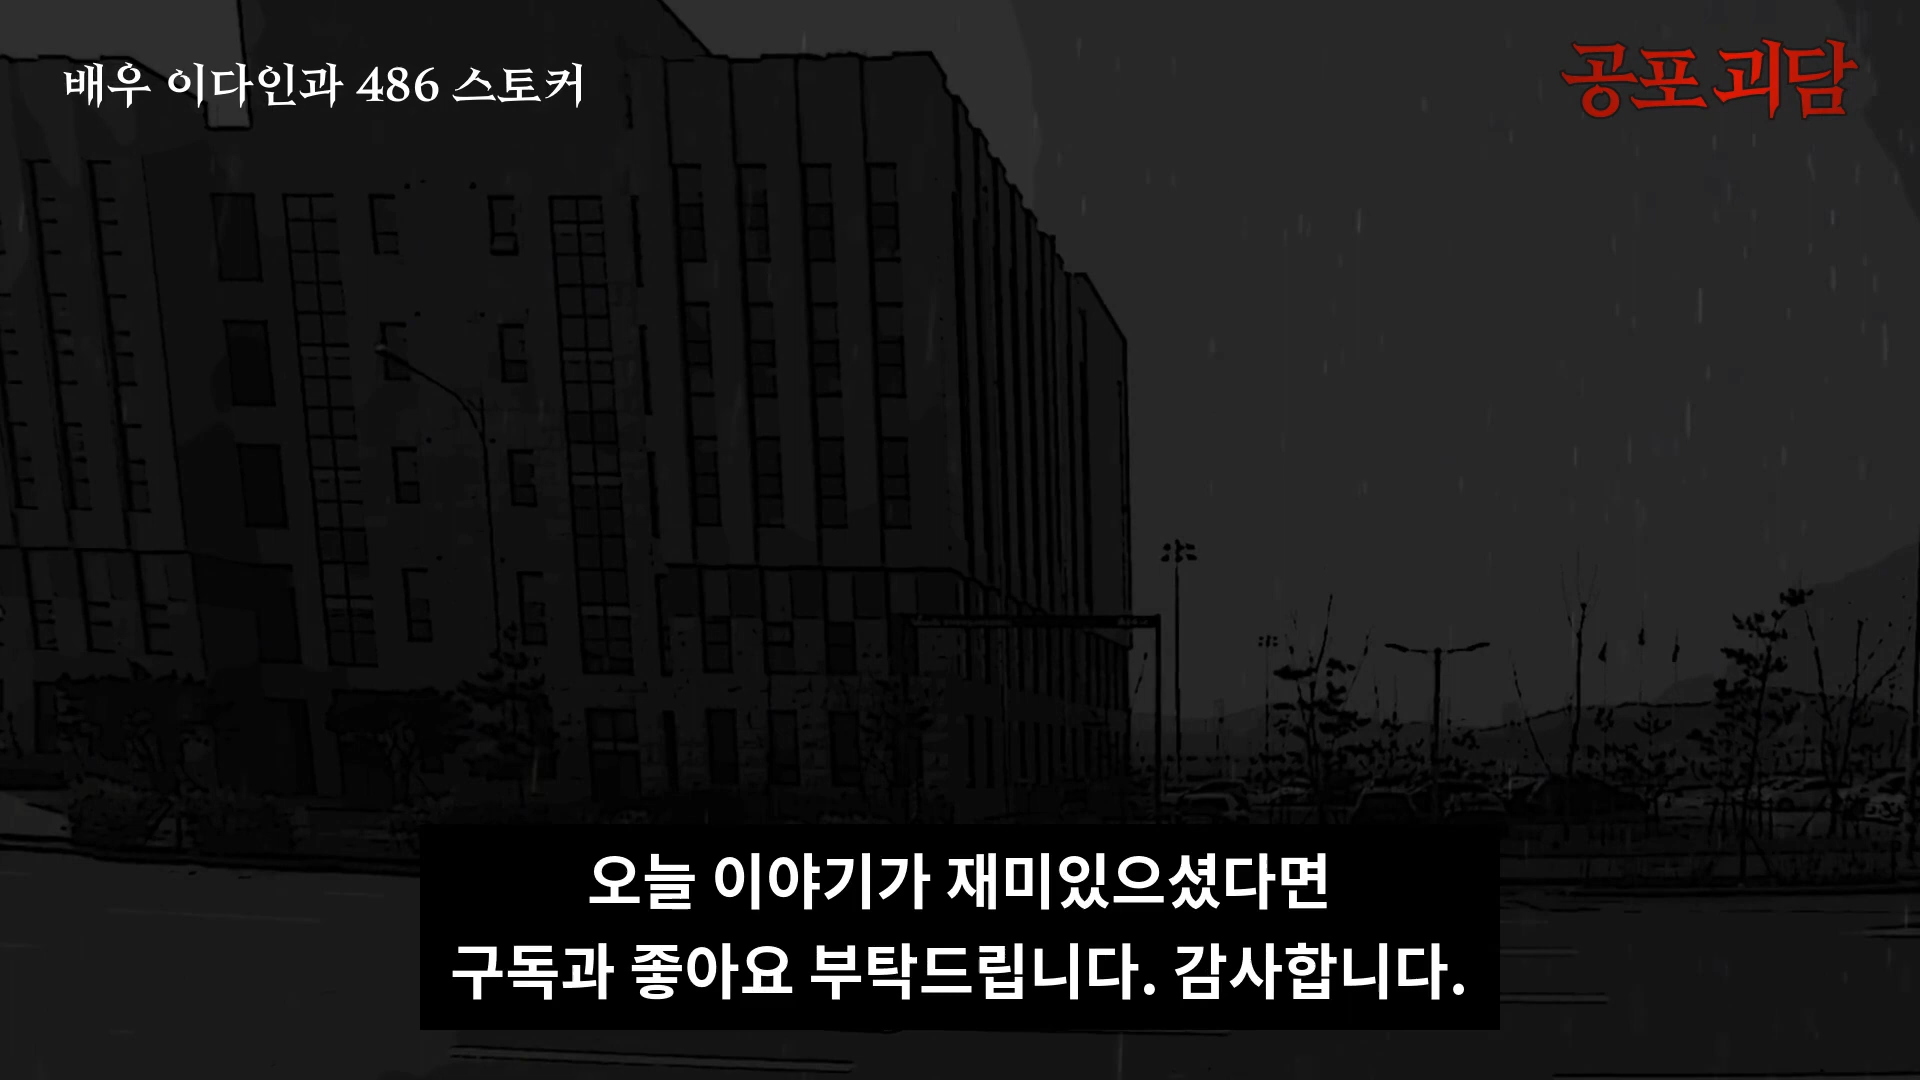 배우 이다인과 486 스토커
공포 괴담
오늘 이야기가 재미있으셨다면
구독과 좋아요 부탁드립니다. 감사합니다.